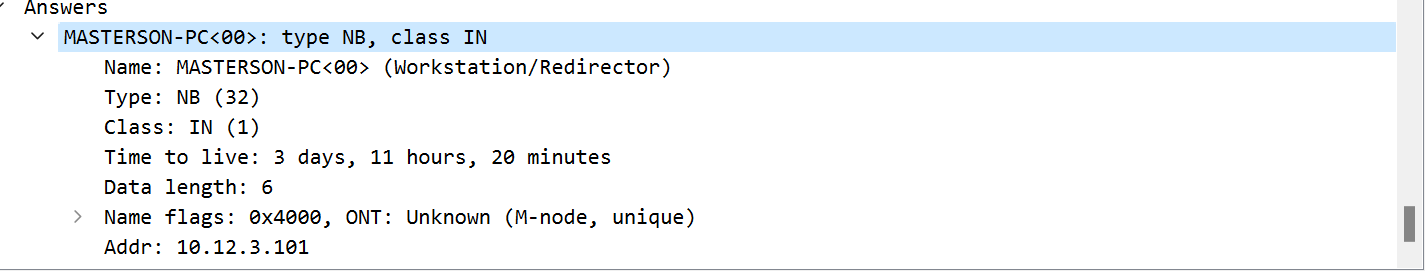 Answers
MASTERSON-PC<00>: type NB, class IN
Name: MASTERSON-PC<00> (Workstation/Redirector)
Type: NB (32)
Class: IN (1)
Time to live: 3 days, 11 hours, 20 minutes
Data length: 6
Name flags: 0x4000, ONT: Unknown (M-node, unique)
Addr: 10.12.3.101